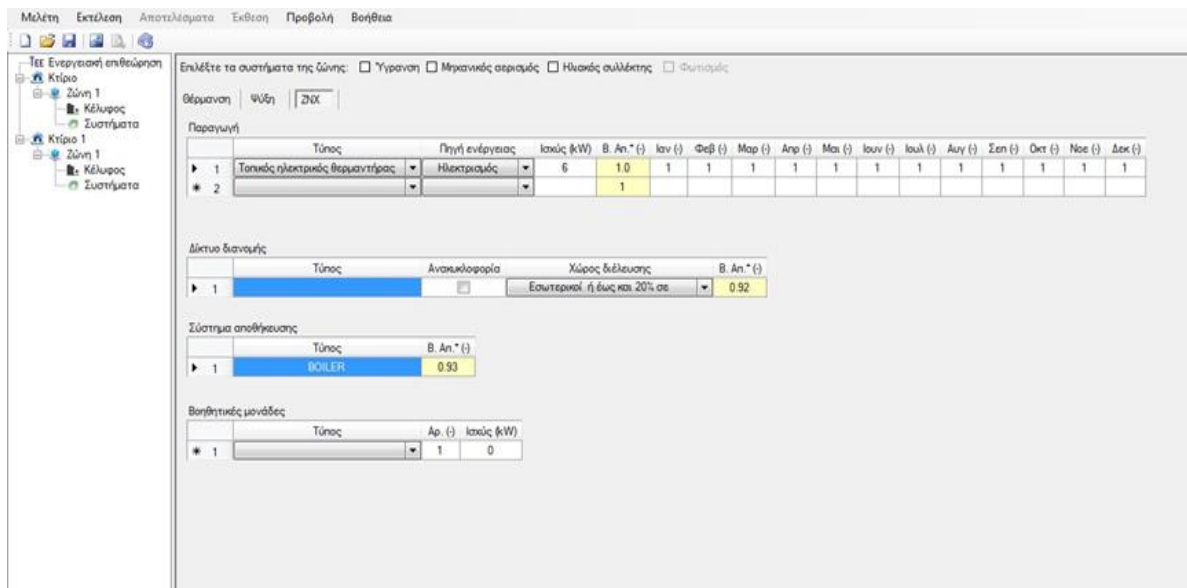 Μελέτη Εκτέλεση Αποτελέσματα Έκθεση Προβολή Βοήθεια
ΤΕΕ Ενεργειακή επιθεώρηση
Κτίριο
Ζώνη 1
Κέλυφος
Συστήματα
Κτίριο 1
Ζώνη 1
Κέλυφος
Συστήματα
Επιλέξτε τα συστήματα της ζώνης: Ύγρανση Μηχανικός αερισμός Ηλιακός συλλέκτης Φωτισμός
Θέρμανση Ψύξη ΖΝΧ
Παραγωγή
Τύπος Πηγή ενέργειας Ισχύς (kW) Β. Απ.* (-) Ιαν (-) Φεβ (-) Μαρ (-) Απρ (-) Μαι (-) Ιουν (-) Ιουλ (-) Αυγ (-) Σεπ (-) Οκτ (-) Νοε (-) Δεκ (-)
1 Τοπικός ηλεκτρικός θερμαντήρας Ηλεκτρισμός 6 1.0 1 1 1 1 1 1 1 1 1 1 1 1
* 2 1
Δίκτυο διανομής
Τύπος Ανακυκλοφορία Χώρος διέλευσης Β. Απ.* (-)
1 Εσωτερικοί ή έως και 20% σε 0.92
Σύστημα αποθήκευσης
Τύπος Β. Απ.* (-)
1 BOILER 0.93
Βοηθητικές μονάδες
Τύπος Αρ. (-) Ισχύς (kW)
* 1 1 0